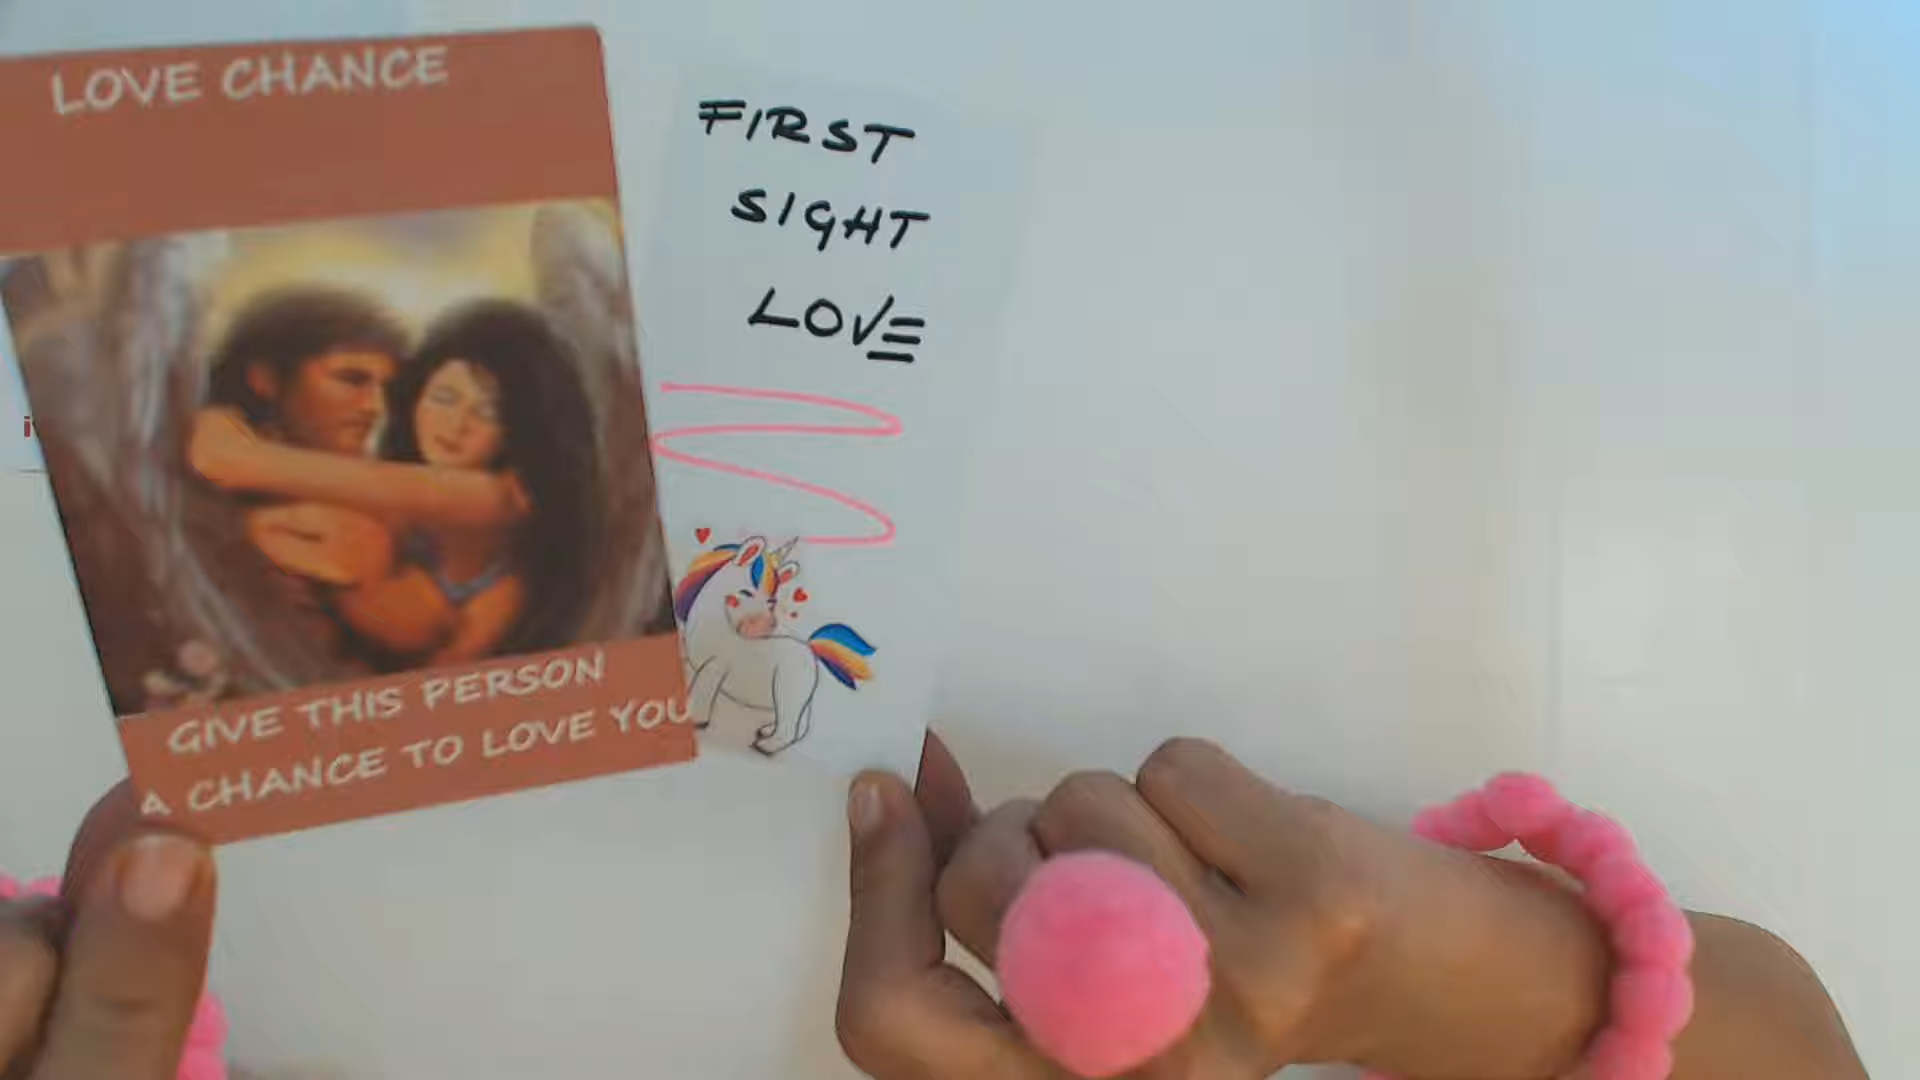 LOVE CHANCE
GIVE THIS PERSON
A CHANCE TO LOVE YOU
FIRST
SIGHT
LOVE